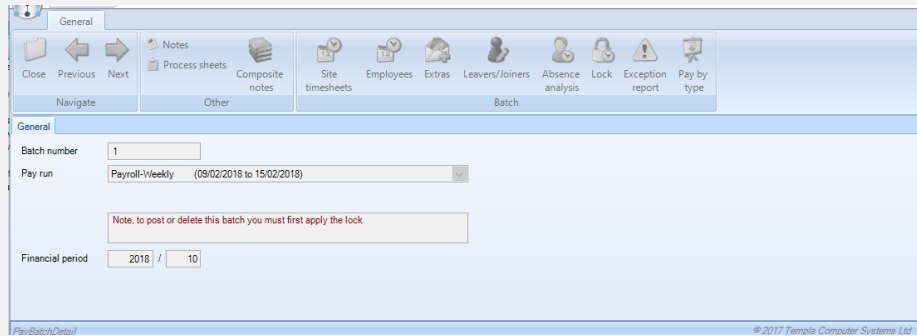 General
Close Previous Next
Notes
Process sheets
Composite notes
Site timesheets
Employees
Extras
Leavers/Joiners
Absence analysis
Lock
Exception report
Pay by type
Navigate Other Batch
General
Batch number 1
Pay run Payroll-Weekly (09/02/2018 to 15/02/2018)
Note, to post or delete this batch you must first apply the lock
Financial period 2018 / 10
PayBatchDetail © 2017 Templa Computer Systems Ltd